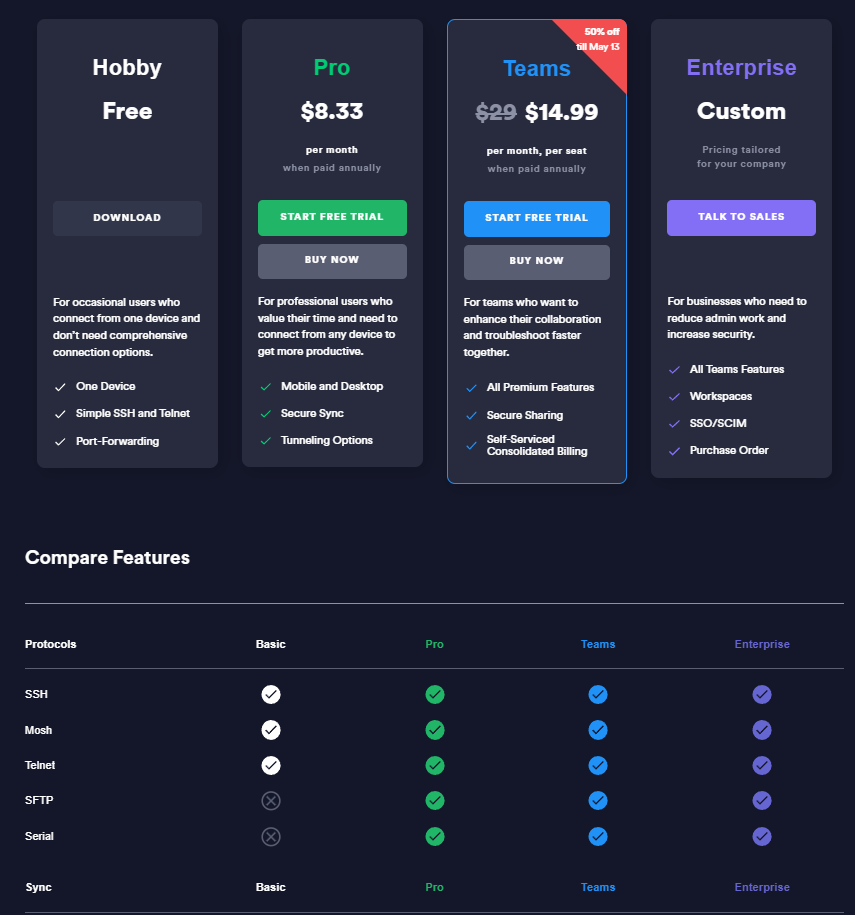 Hobby
Free
DOWNLOAD
For occasional users who
connect from one device and
don't need comprehensive
connection options.
One Device
Simple SSH and Telnet
Port-Forwarding
Pro
$8.33
per month
when paid annually
START FREE TRIAL
BUY NOW
For professional users who
value their time and need to
connect from any device to
get more productive.
Mobile and Desktop
Secure Sync
Tunneling Options
50% off
till May 13
Teams
$29 $14.99
per month, per seat
when paid annually
START FREE TRIAL
BUY NOW
For teams who want to
enhance their collaboration
and troubleshoot faster
together.
All Premium Features
Secure Sharing
Self-Serviced
Consolidated Billing
Enterprise
Custom
Pricing tailored
for your company
TALK TO SALES
For businesses who need to
reduce admin work and
increase security.
All Teams Features
Workspaces
SSO/SCIM
Purchase Order
Compare Features
Protocols Basic Pro Teams Enterprise
SSH
Mosh
Telnet
SFTP
Serial
Sync Basic Pro Teams Enterprise